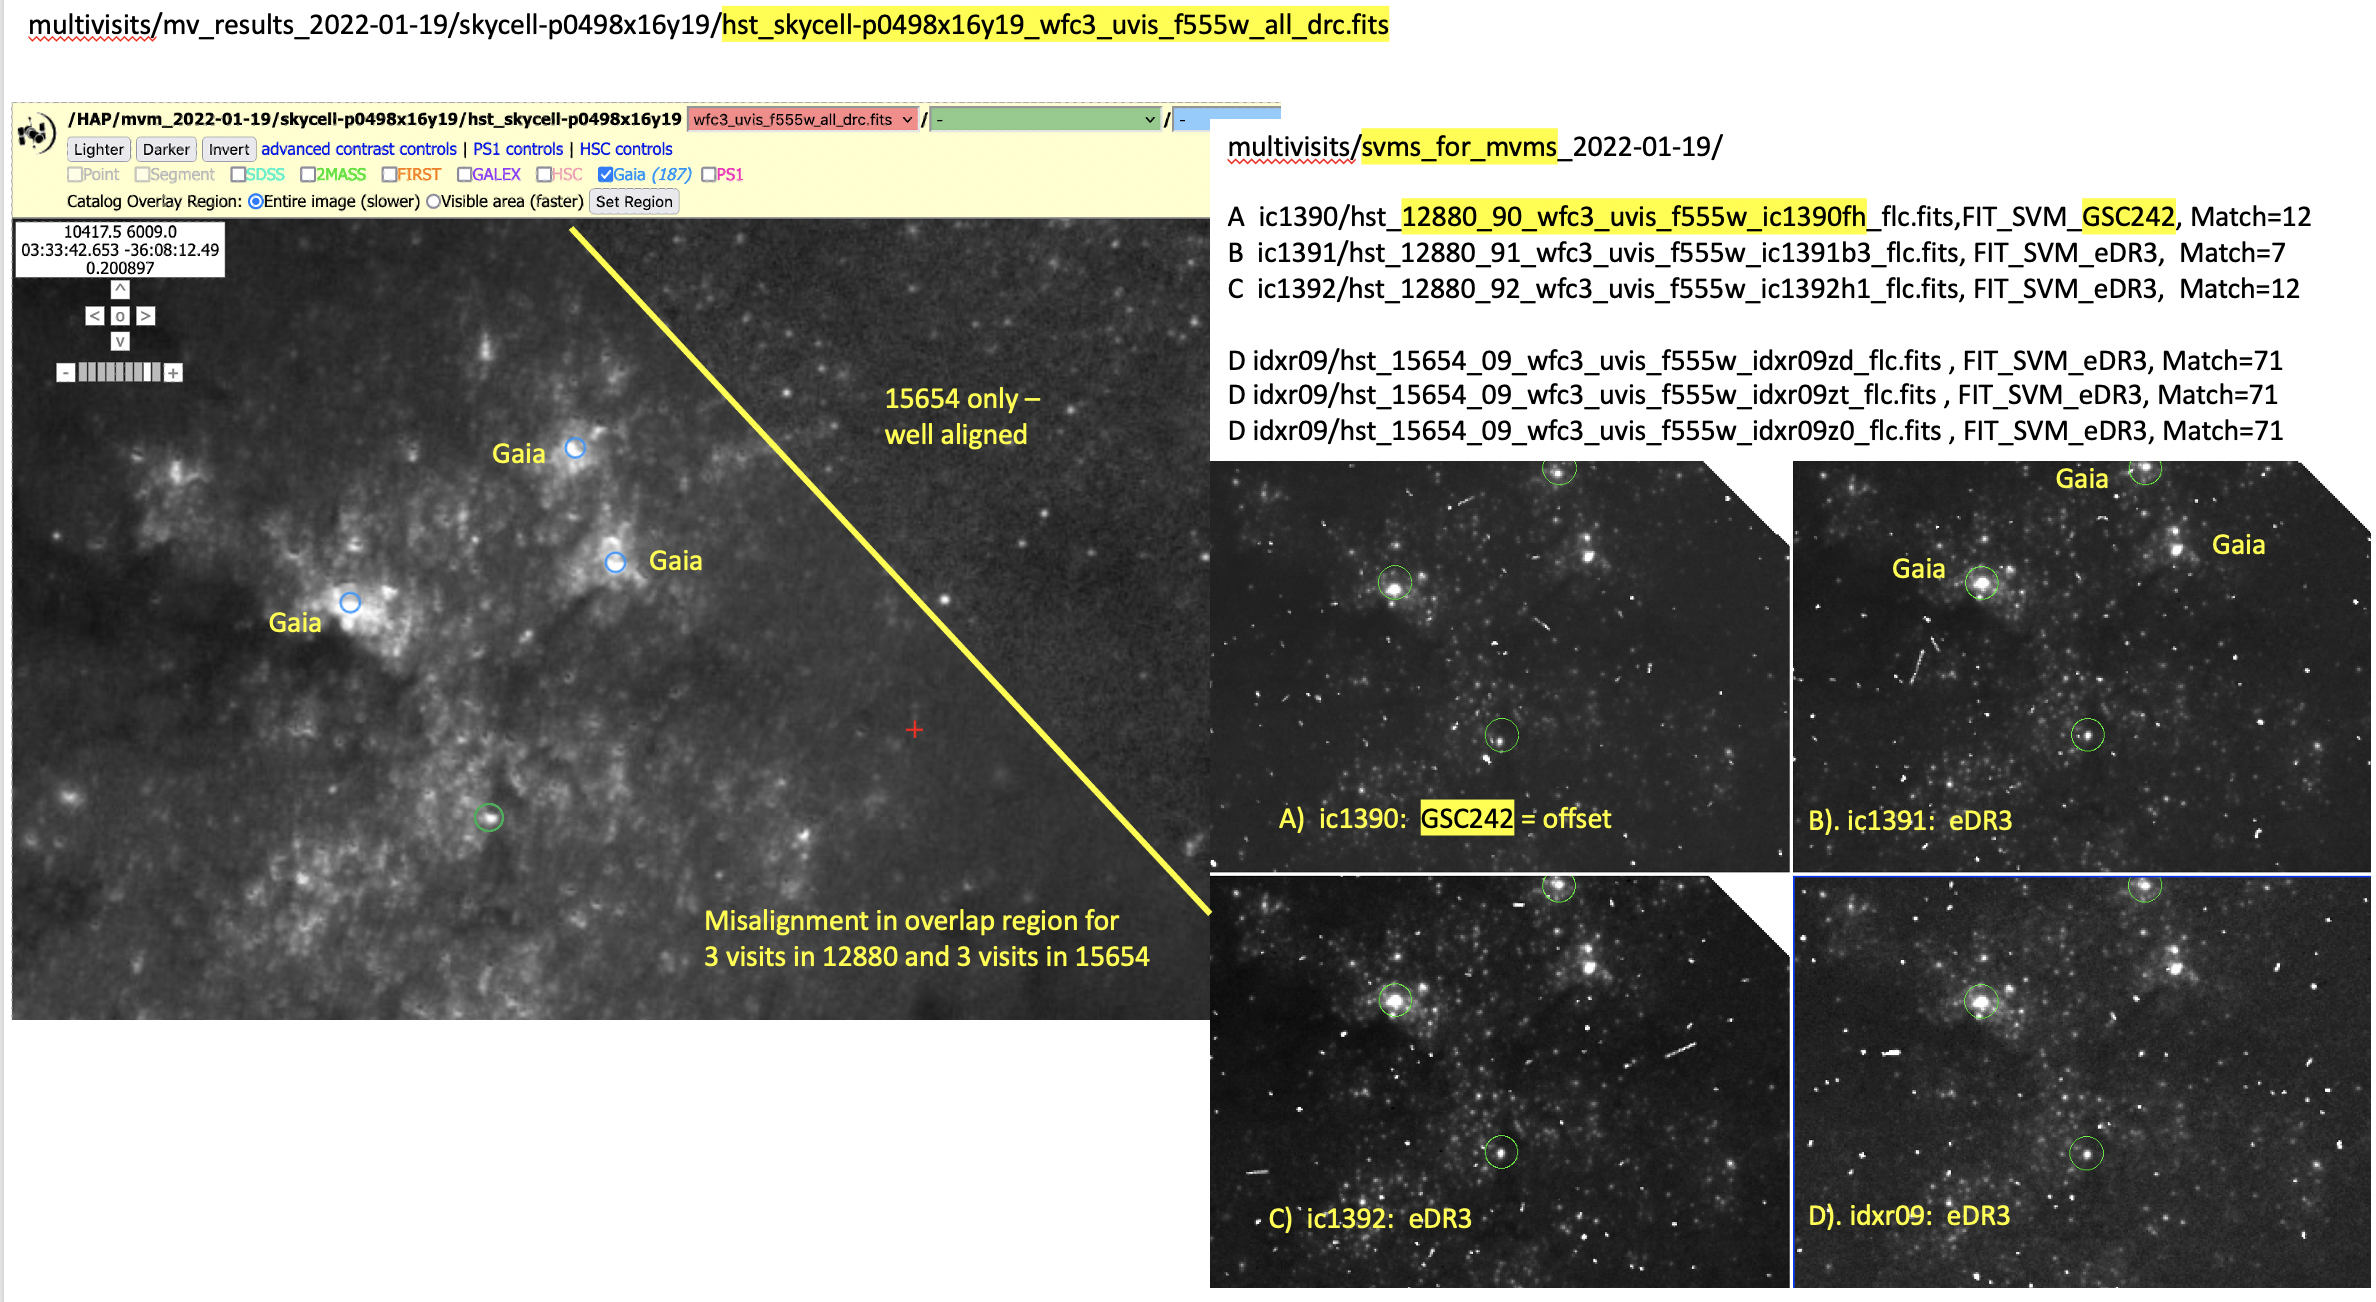 multivisits/mv_results_2022-01-19/skycell-p0498x16y19/hst_skycell-p0498x16y19_wfc3_uvis_f555w_all_drc.fits
/HAP/mvm_2022-01-19/skycell-p0498x16y19/hst_skycell-p0498x16y19 wfc3_uvis_f555w_all_drc.fits / - / -
Lighter Darker Invert advanced contrast controls | PS1 controls | HSC controls
Point Segment SDSS 2MASS FIRST GALEX HSC Gaia (187) PS1
Catalog Overlay Region: Entire image (slower) Visible area (faster) Set Region
10417.5 6009.0
03:33:42.653 -36:08:12.49
0.200897
^
< o >
v
- +
15654 only –
well aligned
Gaia
Gaia
Gaia
Misalignment in overlap region for
3 visits in 12880 and 3 visits in 15654
multivisits/svms_for_mvms_2022-01-19/
A ic1390/hst_12880_90_wfc3_uvis_f555w_ic1390fh_flc.fits,FIT_SVM_GSC242, Match=12
B ic1391/hst_12880_91_wfc3_uvis_f555w_ic1391b3_flc.fits, FIT_SVM_eDR3, Match=7
C ic1392/hst_12880_92_wfc3_uvis_f555w_ic1392h1_flc.fits, FIT_SVM_eDR3, Match=12
D idxr09/hst_15654_09_wfc3_uvis_f555w_idxr09zd_flc.fits , FIT_SVM_eDR3, Match=71
D idxr09/hst_15654_09_wfc3_uvis_f555w_idxr09zt_flc.fits , FIT_SVM_eDR3, Match=71
D idxr09/hst_15654_09_wfc3_uvis_f555w_idxr09z0_flc.fits , FIT_SVM_eDR3, Match=71
A) ic1390: GSC242 = offset
Gaia
Gaia
Gaia
B). ic1391: eDR3
C) ic1392: eDR3
D). idxr09: eDR3